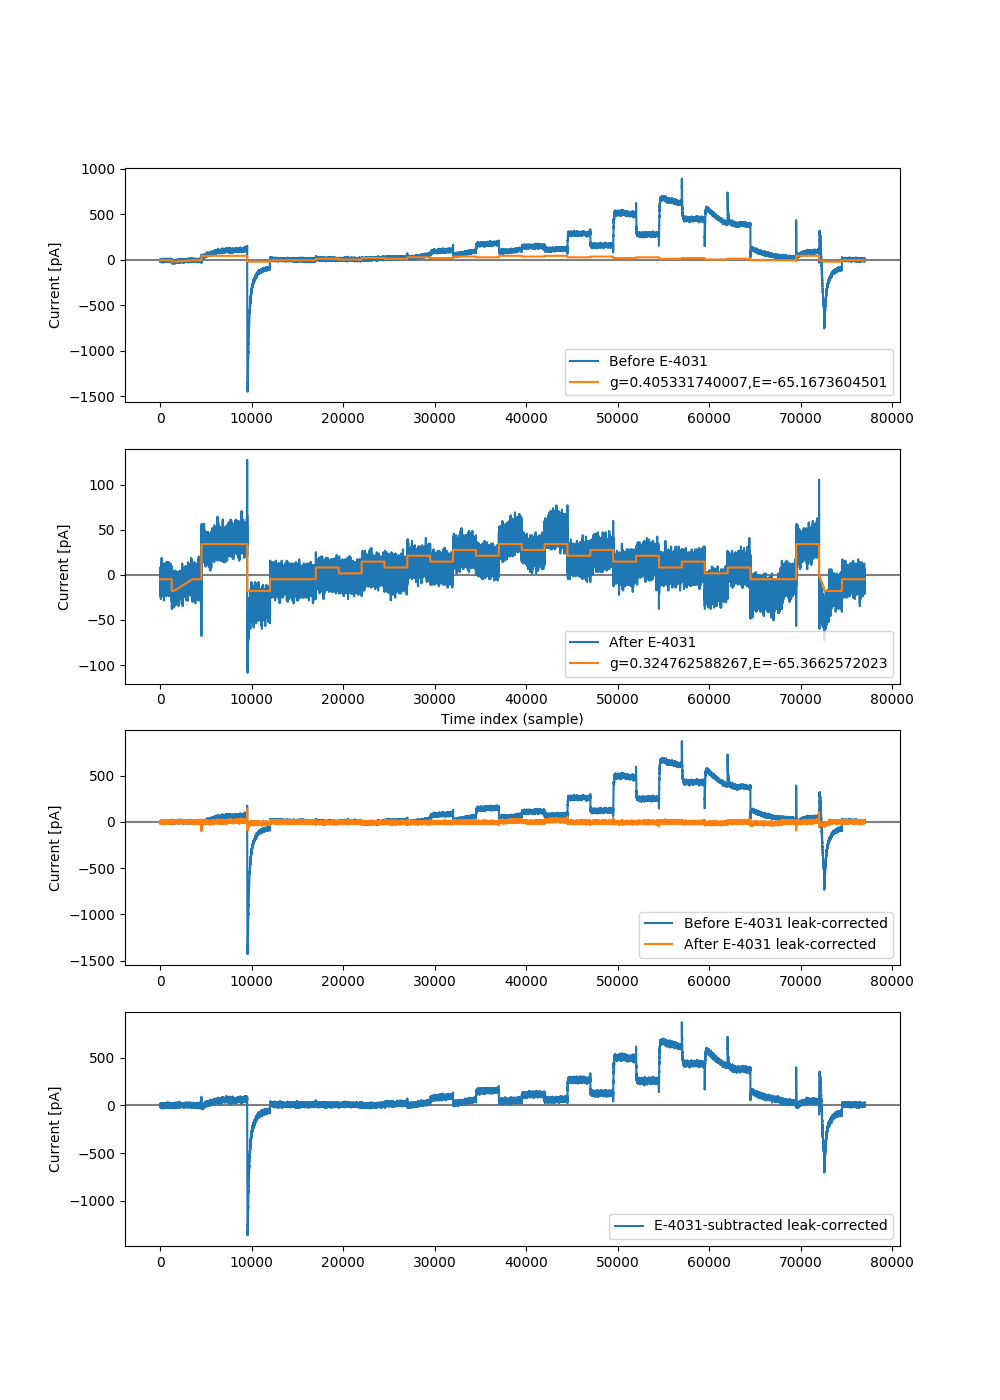 1000
500
0
−500
−1000
−1500
Current [pA]
Before E-4031
g=0.405331740007,E=-65.1673604501
0 10000 20000 30000 40000 50000 60000 70000 80000
100
50
0
−50
−100
Current [pA]
After E-4031
g=0.324762588267,E=-65.3662572023
0 10000 20000 30000 40000 50000 60000 70000 80000
Time index (sample)
500
0
−500
−1000
−1500
Current [pA]
Before E-4031 leak-corrected
After E-4031 leak-corrected
0 10000 20000 30000 40000 50000 60000 70000 80000
500
0
−500
−1000
Current [pA]
E-4031-subtracted leak-corrected
0 10000 20000 30000 40000 50000 60000 70000 80000